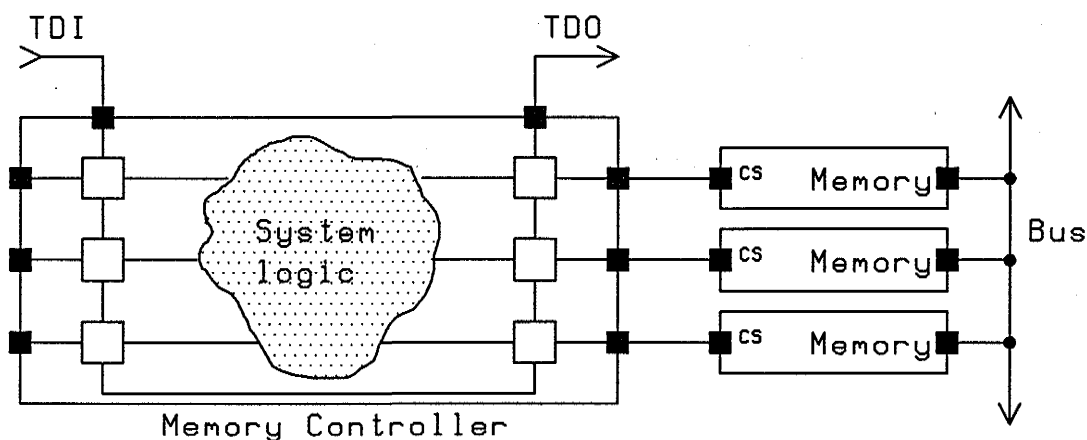 TDI
TDO
CS Memory
System logic
CS Memory
Bus
CS Memory
Memory Controller